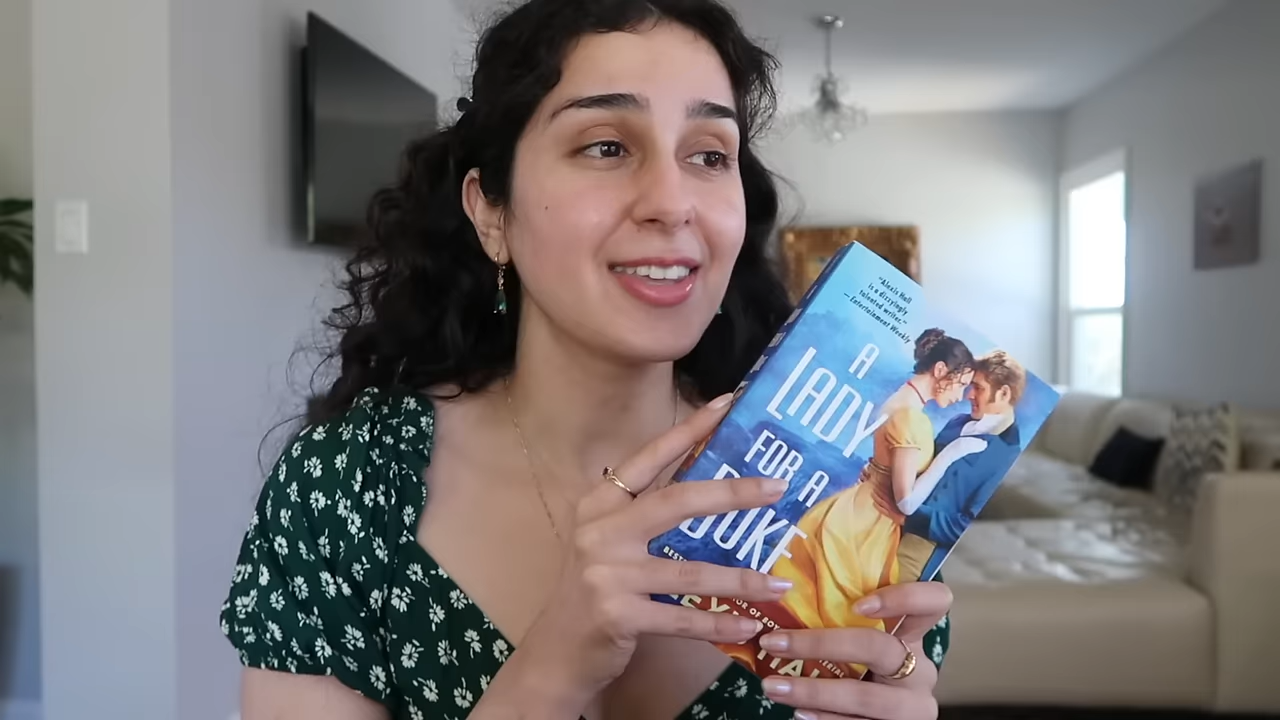 "Alexis Hall
is a dizzyingly
talented writer."
—Entertainment Weekly
A
LADY
FOR A
DUKE